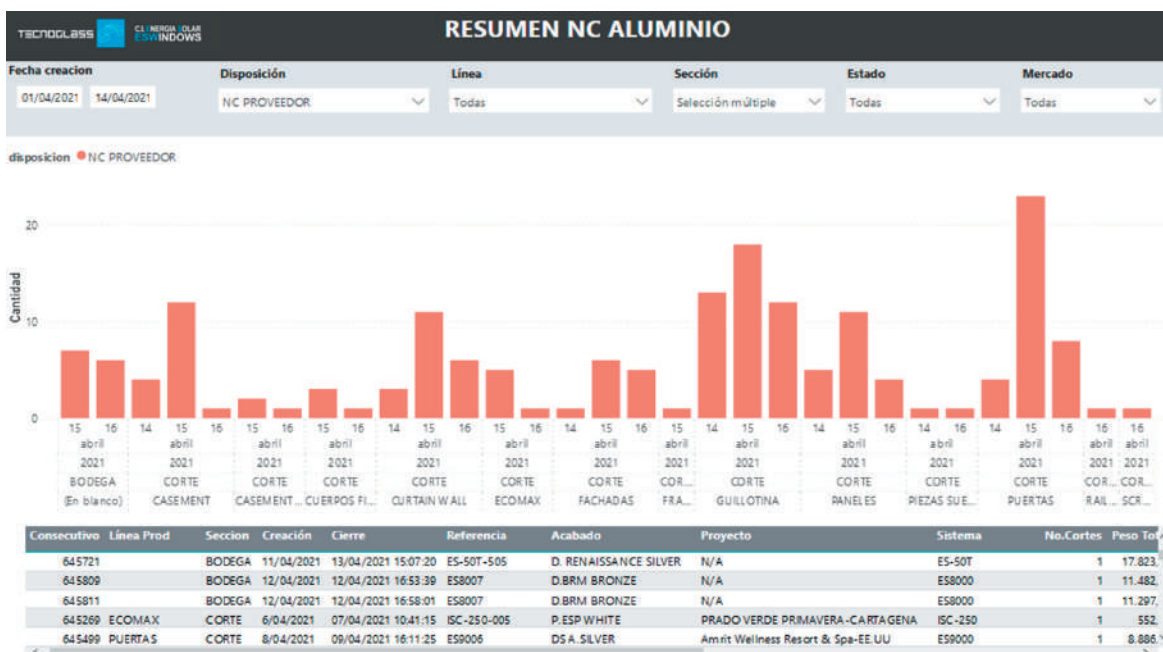 TECNOGLASS C.I. ENERGIA SOLAR ESWINDOWS RESUMEN NC ALUMINIO
Fecha creacion Disposición Línea Sección Estado Mercado
01/04/2021 14/04/2021 NC PROVEEDOR Todas Selección múltiple Todas Todas
disposicion NC PROVEEDOR
Cantidad
20
10
0
15 16 14 15 16 15 16 15 16 14 15 16 15 16 14 15 16 15 14 15 16 14 15 16 14 16 14 15 16 16 16
abril abril abril abril abril abril abril abril abril abril abril abril abril abril
2021 2021 2021 2021 2021 2021 2021 2021 2021 2021 2021 2021 2021 2021
BODEGA CORTE CORTE CORTE CORTE CORTE CORTE COR... CORTE CORTE CORTE CORTE COR... COR...
(En blanco) CASEMENT CASEMENT ... CUERPOS FI... CURTAIN WALL ECOMAX FACHADAS FRA... GUILLOTINA PANELES PIEZAS SUE... PUERTAS RAIL ... SCR...
Consecutivo Línea Prod Seccion Creación Cierre Referencia Acabado Proyecto Sistema No.Cortes Peso Tot
645721 BODEGA 11/04/2021 13/04/2021 15:07:20 ES-50T-505 D. RENAISSANCE SILVER N/A ES-50T 1 17.823,
645809 BODEGA 12/04/2021 12/04/2021 16:53:39 ES8007 D.BRM BRONZE N/A ES8000 1 11.482,
645811 BODEGA 12/04/2021 12/04/2021 16:58:01 ES8007 D.BRM BRONZE N/A ES8000 1 11.297,
645269 ECOMAX CORTE 6/04/2021 07/04/2021 10:41:15 ISC-250-005 P.ESP WHITE PRADO VERDE PRIMAVERA-CARTAGENA ISC-250 1 552,
645499 PUERTAS CORTE 8/04/2021 09/04/2021 16:11:25 ES9006 DS A.SILVER Amrit Wellness Resort & Spa-EE.UU ES9000 1 8.886,